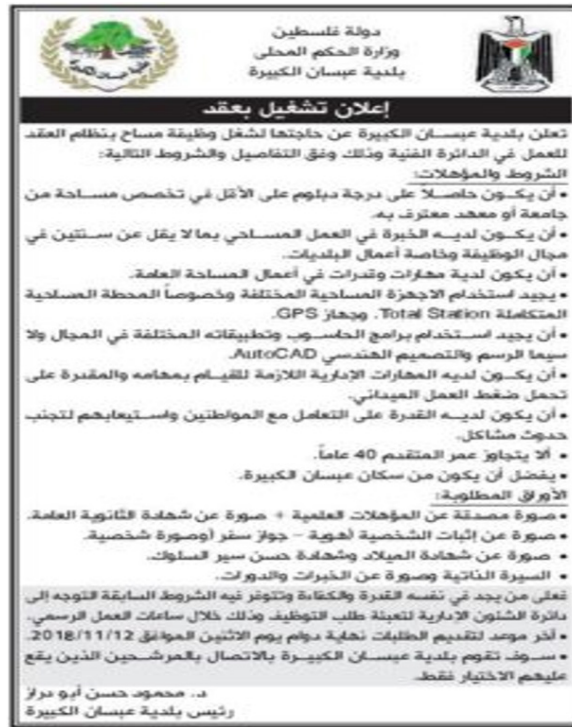 دولة فلسطين
وزارة الحكم المحلى
بلدية عبسان الكبيرة
إعلان تشغيل بعقد
تعلن بلدية عبسان الكبيرة عن حاجتها لشغل وظيفة مساح بنظام العقد
للعمل في الدائرة الفنية وذلك وفق التفاصيل والشروط التالية:
الشروط والمؤهلات:
• أن يكون حاصلاً على درجة دبلوم على الأقل في تخصص مساحة من
جامعة أو معهد معترف به.
• أن يكون لديه الخبرة في العمل المساحي بما لا يقل عن سنتين في
مجال الوظيفة وخاصة أعمال البلديات.
• أن يكون لدية مهارات وقدرات في أعمال المساحة العامة.
• يجيد استخدام الاجهزة المساحية المختلفة وخصوصاً المحطة المساحية
المتكاملة Total Station، وجهاز GPS.
• أن يجيد استخدام برامج الحاسوب وتطبيقاته المختلفة في المجال ولا
سيما الرسم والتصميم الهندسي AutoCAD.
• أن يكون لديه المهارات الإدارية اللازمة للقيام بمهامه والمقدرة على
تحمل ضغط العمل الميداني.
• أن يكون لديه القدرة على التعامل مع المواطنين واستيعابهم لتجنب
حدوث مشاكل.
• ألا يتجاوز عمر المتقدم 40 عاماً.
• يفضل أن يكون من سكان عبسان الكبيرة.
الأوراق المطلوبة:
• صورة مصدقة عن المؤهلات العلمية + صورة عن شهادة الثانوية العامة.
• صورة عن إثبات الشخصية (هوية – جواز سفر) وصورة شخصية.
• صورة عن شهادة الميلاد وشهادة حسن سير السلوك.
• السيرة الذاتية وصورة عن الخبرات والدورات.
فعلى من يجد في نفسه القدرة والكفاءة وتتوفر فيه الشروط السابقة التوجه إلى
دائرة الشئون الإدارية لتعبئة طلب التوظيف وذلك خلال ساعات العمل الرسمي.
• آخر موعد لتقديم الطلبات نهاية دوام يوم الاثنين الموافق 2018/11/12.
• سوف تقوم بلدية عبسان الكبيرة بالاتصال بالمرشحين الذين يقع
عليهم الاختيار فقط.
د. محمود حسن أبو دراز
رئيس بلدية عبسان الكبيرة